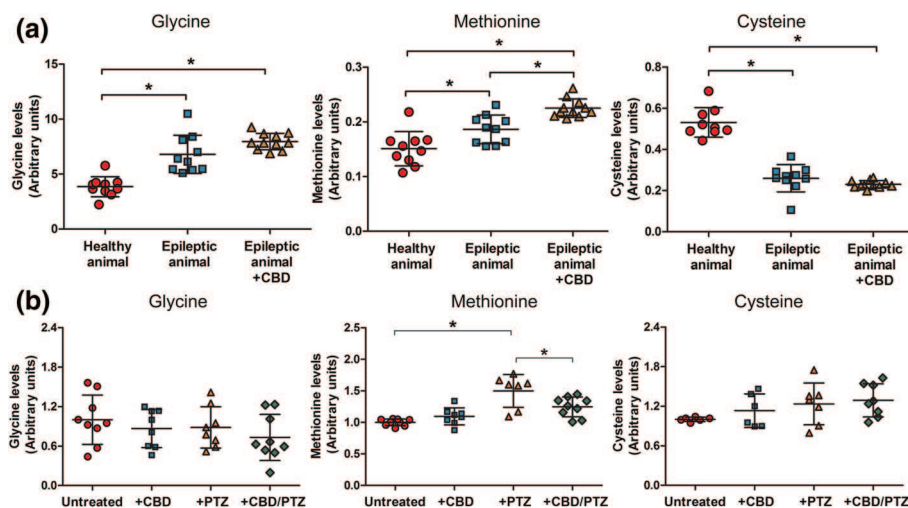 (a)
Glycine
Glycine levels
(Arbitrary units)
15
10
5
0
Healthy
animal
Epileptic
animal
Epileptic
animal
+CBD
*
*
Methionine
Methionine levels
(Arbitrary units)
0.3
0.2
0.1
0.0
Healthy
animal
Epileptic
animal
Epileptic
animal
+CBD
*
*
*
Cysteine
Cysteine levels
(Arbitrary units)
0.8
0.6
0.4
0.2
0.0
Healthy
animal
Epileptic
animal
Epileptic
animal
+CBD
*
*
(b)
Glycine
Glycine levels
(Arbitrary units)
2.4
1.8
1.2
0.6
0.0
Untreated
+CBD
+PTZ
+CBD/PTZ
Methionine
Methionine levels
(Arbitrary units)
2.5
2.0
1.5
1.0
0.5
0.0
Untreated
+CBD
+PTZ
+CBD/PTZ
*
*
Cysteine
Cysteine levels
(Arbitrary units)
2.4
1.8
1.2
0.6
0.0
Untreated
+CBD
+PTZ
+CBD/PTZ